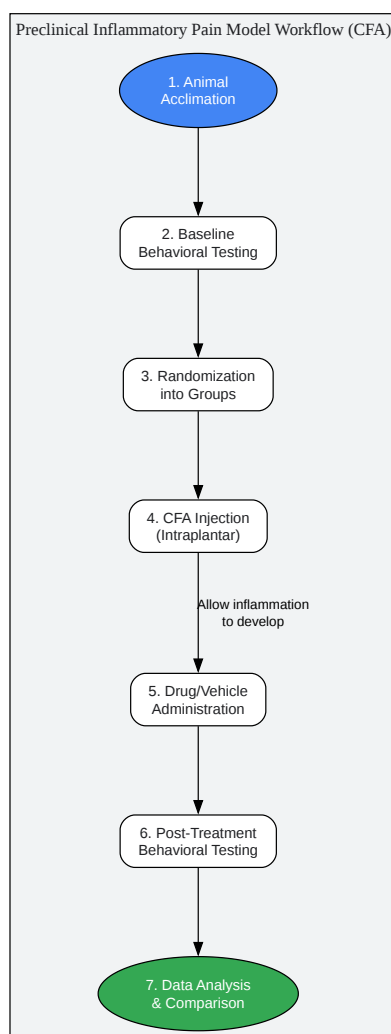 Preclinical Inflammatory Pain Model Workflow (CFA)
1. Animal
Acclimation
2. Baseline
Behavioral Testing
3. Randomization
into Groups
4. CFA Injection
(Intraplantar)
Allow inflammation
to develop
5. Drug/Vehicle
Administration
6. Post-Treatment
Behavioral Testing
7. Data Analysis
& Comparison